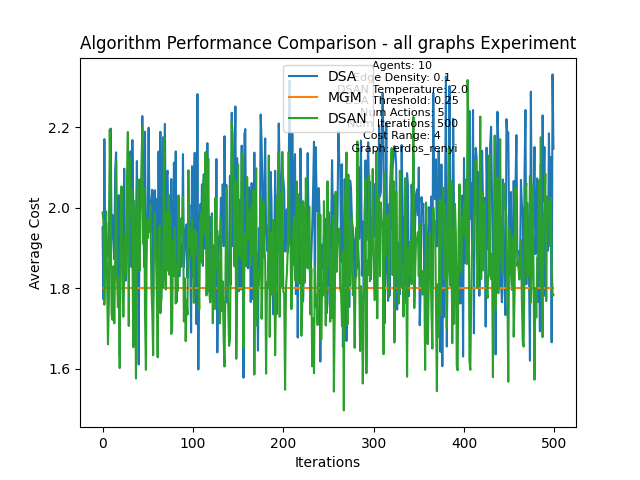 Algorithm Performance Comparison - all graphs Experiment
Agents: 10
Edge Density: 0.1
DSAN Temperature: 2.0
DSA Threshold: 0.25
Num Actions: 5
Num Iterations: 500
Cost Range: 4
Graph: erdos_renyi
DSA
MGM
DSAN
Average Cost
2.2
2.0
1.8
1.6
0
100
200
300
400
500
Iterations